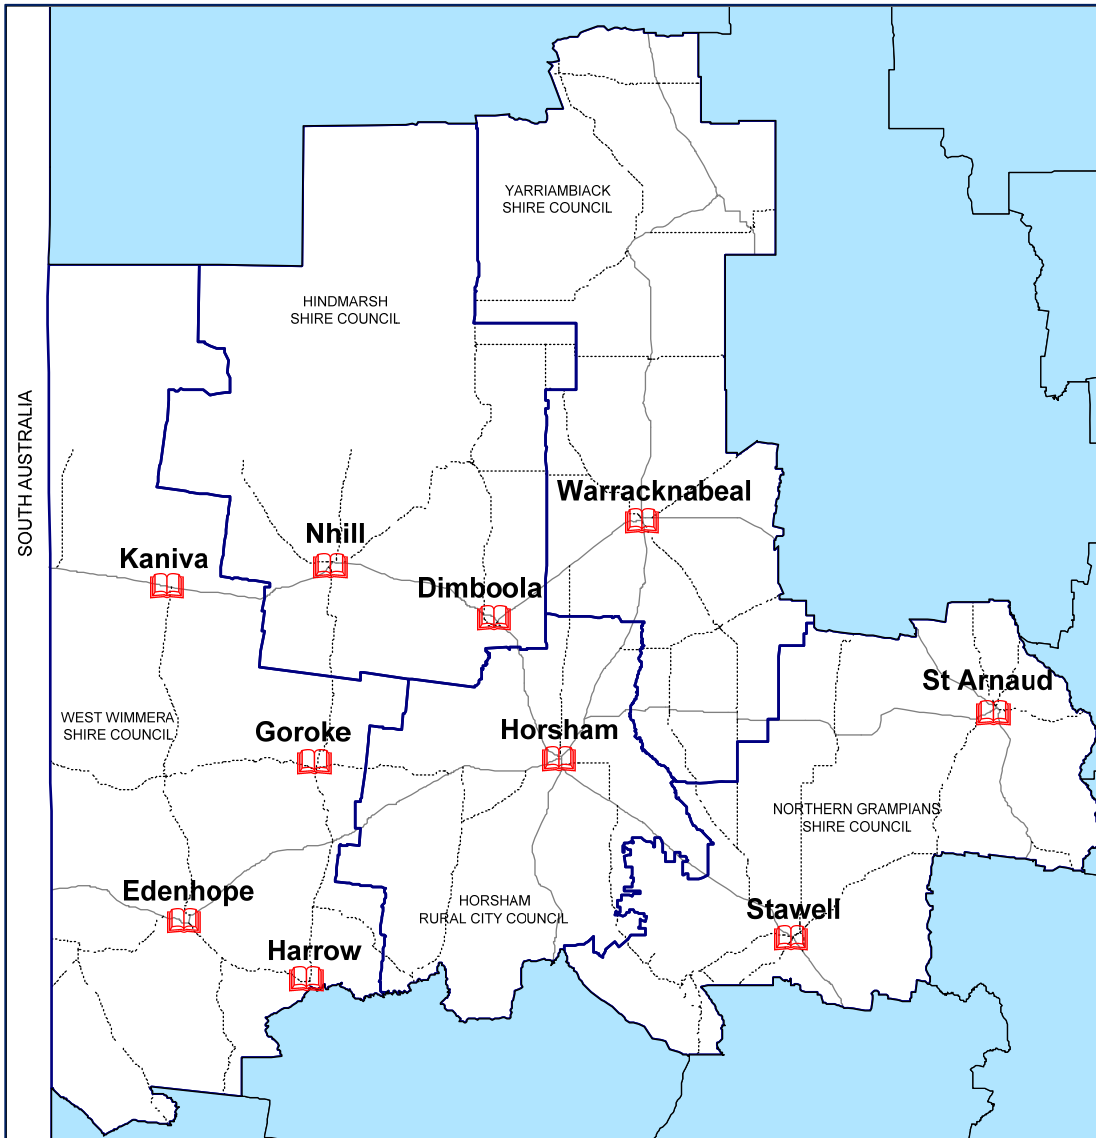 YARRIAMBIACK
SHIRE COUNCIL
HINDMARSH
SHIRE COUNCIL
SOUTH AUSTRALIA
Warracknabeal
Nhill
Kaniva
Dimboola
St Arnaud
WEST WIMMERA
SHIRE COUNCIL
Goroke
Horsham
NORTHERN GRAMPIANS
SHIRE COUNCIL
Edenhope
HORSHAM
RURAL CITY COUNCIL
Stawell
Harrow